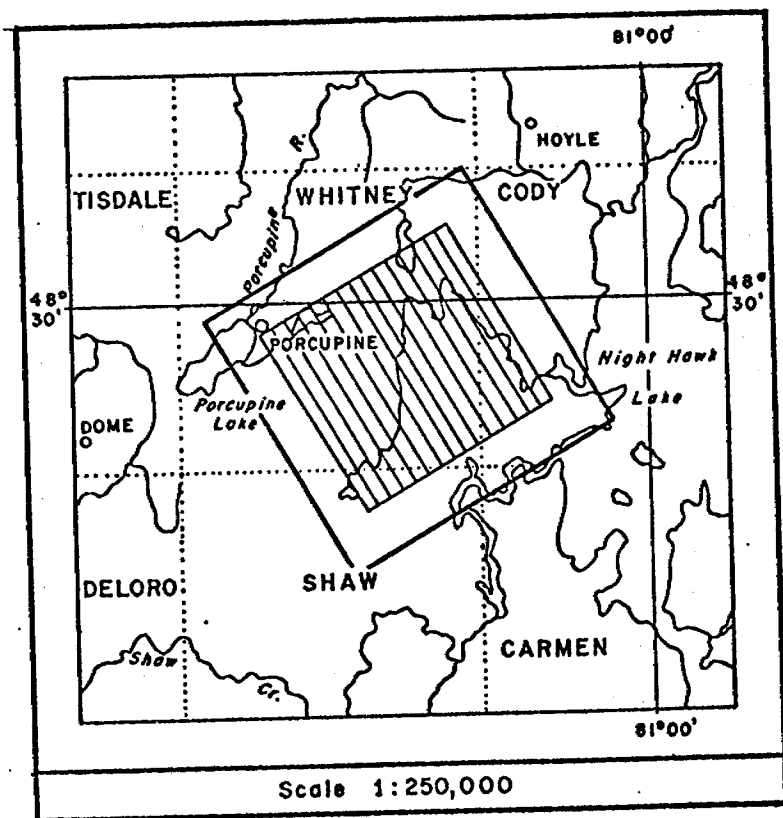 81°00'
R.
HOYLE
TISDALE
WHITNE
CODY
Porcupine
48°
30'
48°
30'
PORCUPINE
Night Hawk
Lake
Porcupine
Lake
DOME
DELORO
SHAW
CARMEN
Shaw
Cr.
81°00'
Scale 1:250,000